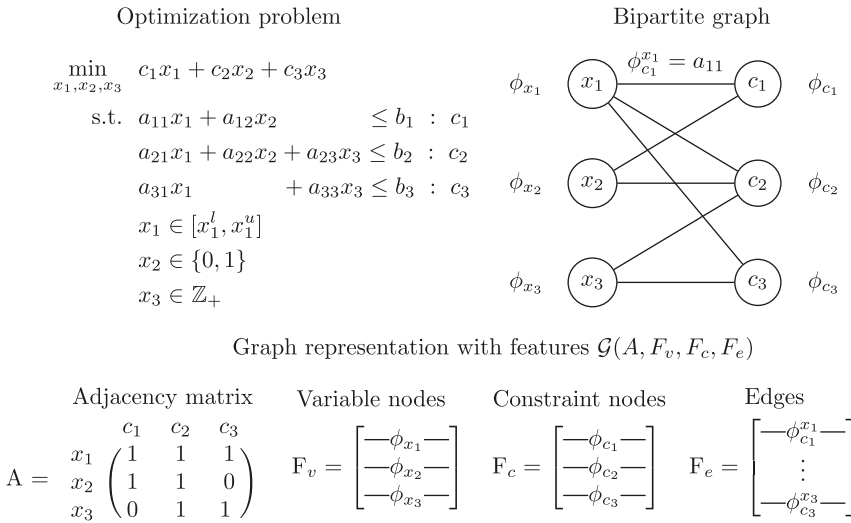 Optimization problem
min c₁x₁ + c₂x₂ + c₃x₃
x₁,x₂,x₃
s.t. a₁₁x₁ + a₁₂x₂ ≤ b₁ : c₁
a₂₁x₁ + a₂₂x₂ + a₂₃x₃ ≤ b₂ : c₂
a₃₁x₁ + a₃₃x₃ ≤ b₃ : c₃
x₁ ∈ [x₁ˡ, x₁ᵘ]
x₂ ∈ {0, 1}
x₃ ∈ ℤ₊
Bipartite graph
ϕ_{c₁}^{x₁} = a₁₁
ϕ_{x₁} x₁ c₁ ϕ_{c₁}
ϕ_{x₂} x₂ c₂ ϕ_{c₂}
ϕ_{x₃} x₃ c₃ ϕ_{c₃}
Graph representation with features 𝒢(A, F_v, F_c, F_e)
Adjacency matrix
c₁ c₂ c₃
x₁ 1 1 1
A = x₂ 1 1 0
x₃ 0 1 1
Variable nodes
ϕ_{x₁}
F_v = ϕ_{x₂}
ϕ_{x₃}
Constraint nodes
ϕ_{c₁}
F_c = ϕ_{c₂}
ϕ_{c₃}
Edges
ϕ_{c₁}^{x₁}
F_e = ⋮
ϕ_{c₃}^{x₃}